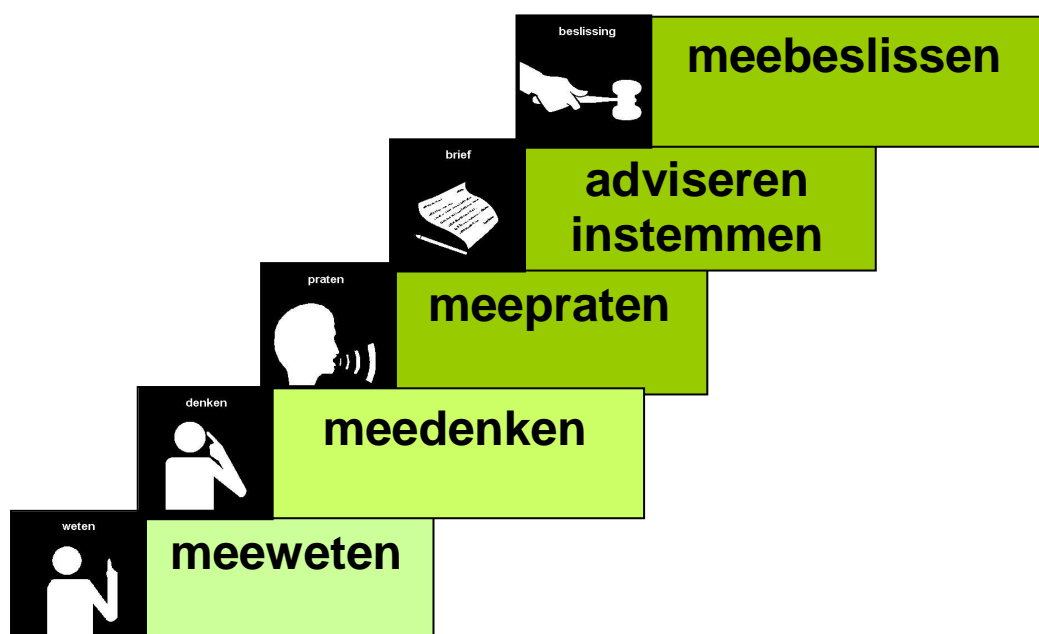 beslissing
meebeslissen
brief
adviseren
instemmen
praten
meepraten
denken
meedenken
weten
meeweten